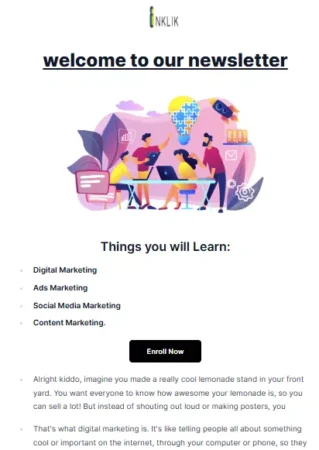 iNKLIK
welcome to our newsletter
Things you will Learn:
Digital Marketing
Ads Marketing
Social Media Marketing
Content Marketing.
Enroll Now
Alright kiddo, imagine you made a really cool lemonade stand in your front
yard. You want everyone to know how awesome your lemonade is, so you
can sell a lot! But instead of shouting out loud or making posters, you
That's what digital marketing is. It's like telling people all about something
cool or important on the internet, through your computer or phone, so they